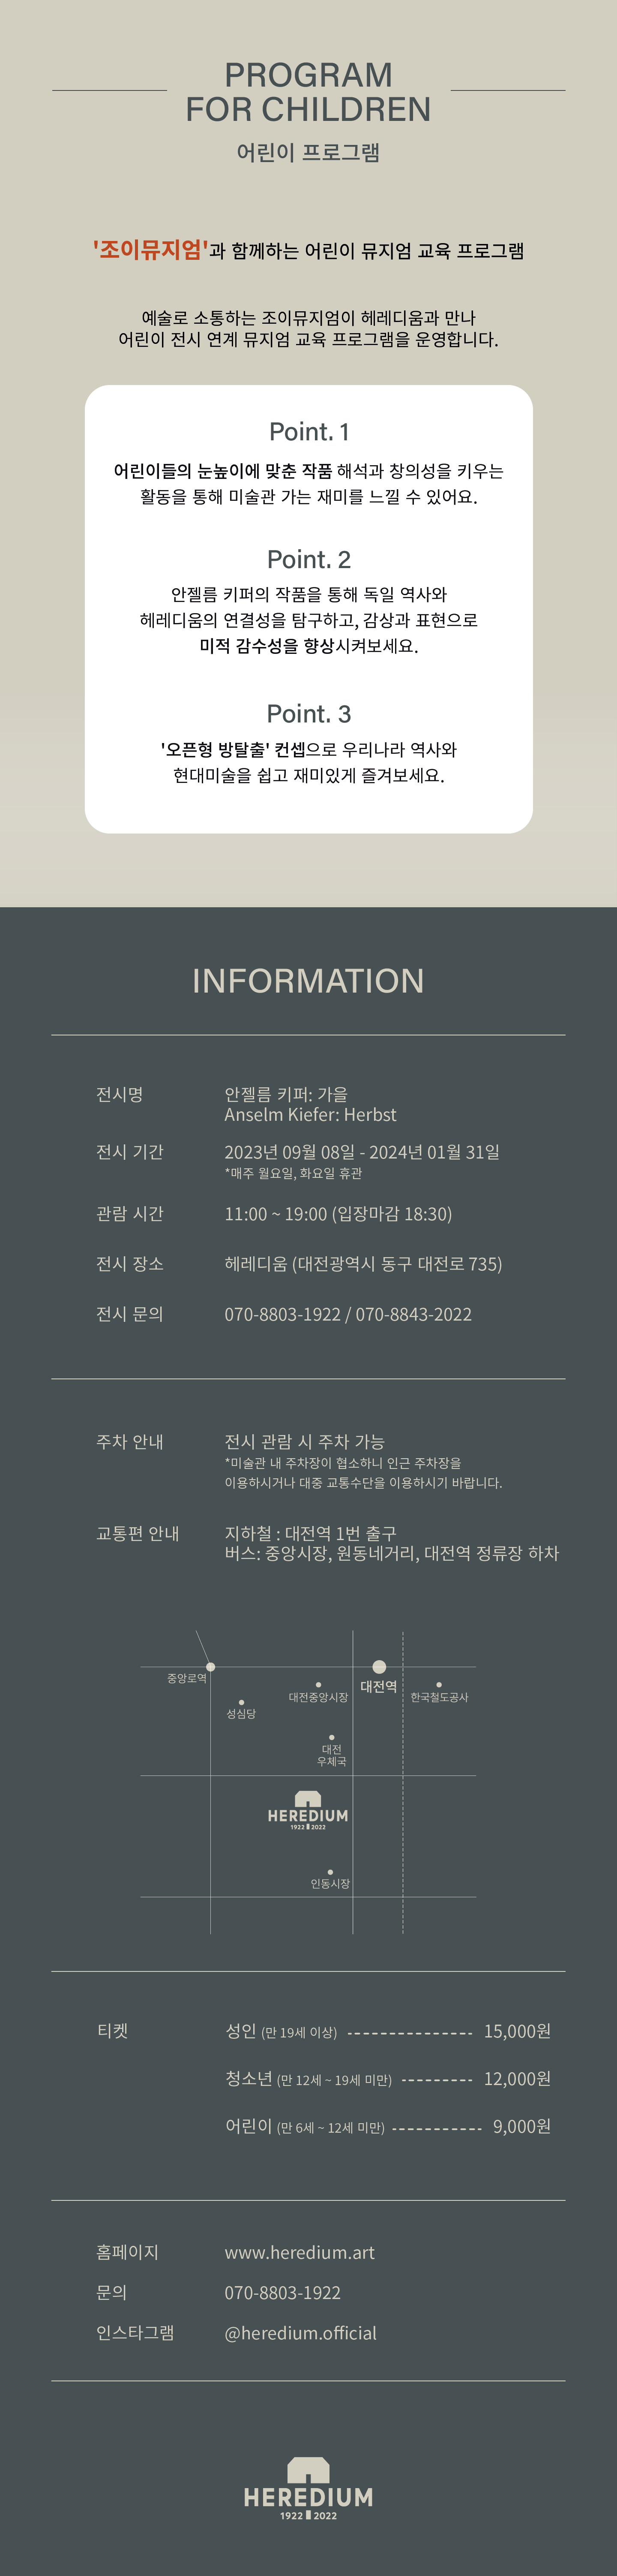 PROGRAM
FOR CHILDREN
어린이 프로그램
'조이뮤지엄'과 함께하는 어린이 뮤지엄 교육 프로그램
예술로 소통하는 조이뮤지엄이 헤레디움과 만나
어린이 전시 연계 뮤지엄 교육 프로그램을 운영합니다.
Point. 1
어린이들의 눈높이에 맞춘 작품 해석과 창의성을 키우는
활동을 통해 미술관 가는 재미를 느낄 수 있어요.
Point. 2
안젤름 키퍼의 작품을 통해 독일 역사와
헤레디움의 연결성을 탐구하고, 감상과 표현으로
미적 감수성을 향상시켜보세요.
Point. 3
'오픈형 방탈출' 컨셉으로 우리나라 역사와
현대미술을 쉽고 재미있게 즐겨보세요.
INFORMATION
전시명 안젤름 키퍼: 가을
Anselm Kiefer: Herbst
전시 기간 2023년 09월 08일 - 2024년 01월 31일
*매주 월요일, 화요일 휴관
관람 시간 11:00 ~ 19:00 (입장마감 18:30)
전시 장소 헤레디움 (대전광역시 동구 대전로 735)
전시 문의 070-8803-1922 / 070-8843-2022
주차 안내 전시 관람 시 주차 가능
*미술관 내 주차장이 협소하니 인근 주차장을
이용하시거나 대중 교통수단을 이용하시기 바랍니다.
교통편 안내 지하철 : 대전역 1번 출구
버스: 중앙시장, 원동네거리, 대전역 정류장 하차
중앙로역
성심당
대전중앙시장
대전역
한국철도공사
대전
우체국
HEREDIUM
1922 2022
인동시장
티켓 성인 (만 19세 이상) 15,000원
청소년 (만 12세 ~ 19세 미만) 12,000원
어린이 (만 6세 ~ 12세 미만) 9,000원
홈페이지 www.heredium.art
문의 070-8803-1922
인스타그램 @heredium.official
HEREDIUM
1922 2022